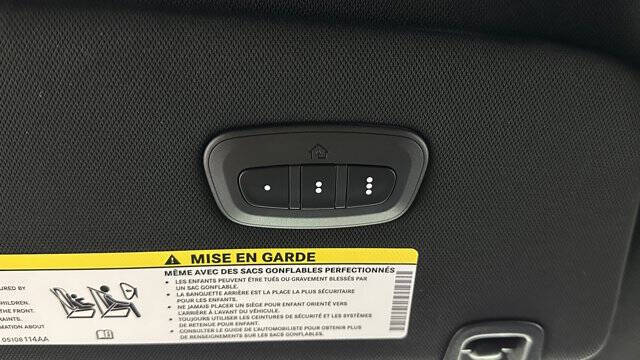 MISE EN GARDE
MÊME AVEC DES SACS GONFLABLES PERFECTIONNÉS
• LES ENFANTS PEUVENT ÊTRE TUÉS OU GRAVEMENT BLESSÉS PAR
UN SAC GONFLABLE.
• LA BANQUETTE ARRIÈRE EST LA PLACE LA PLUS SÉCURITAIRE
POUR LES ENFANTS.
• NE JAMAIS PLACER UN SIÈGE POUR ENFANT ORIENTÉ VERS
L'ARRIÈRE À L'AVANT DU VÉHICULE.
• TOUJOURS UTILISER LES CEINTURES DE SÉCURITÉ ET LES SYSTÈMES
DE RETENUE POUR ENFANT.
• CONSULTER LE GUIDE DE L'AUTOMOBILISTE POUR OBTENIR PLUS
DE RENSEIGNEMENTS SUR LES SACS GONFLABLES.
URED BY
CHILDREN.
THE FRONT.
AINTS.
RMATION ABOUT
05108114AA